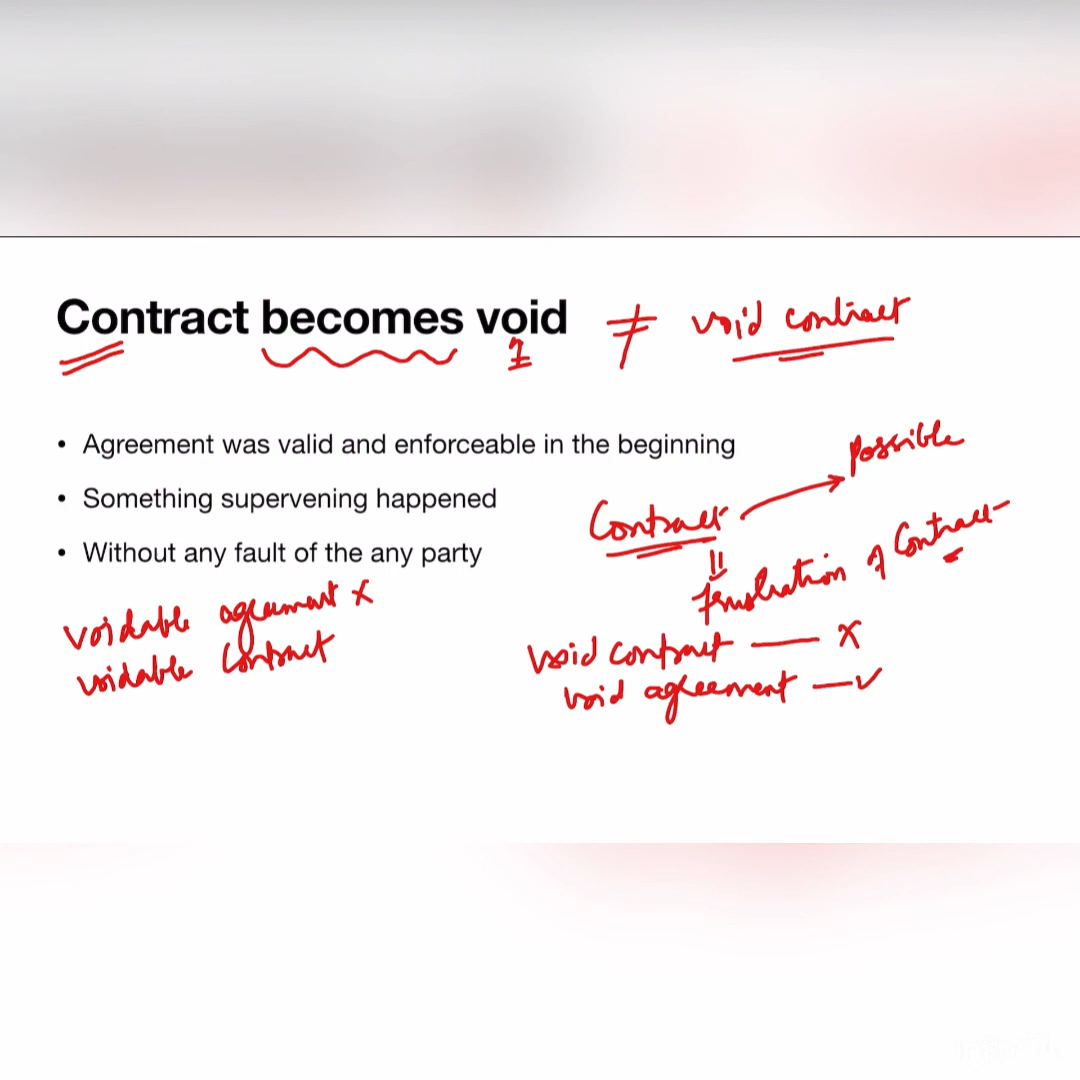 Contract becomes void ≠ void contract
• Agreement was valid and enforceable in the beginning
possible
• Something supervening happened
Contract
• Without any fault of the any party
frustration of Contract
voidable agreement x
void contract — x
voidable contract
void agreement — ✓